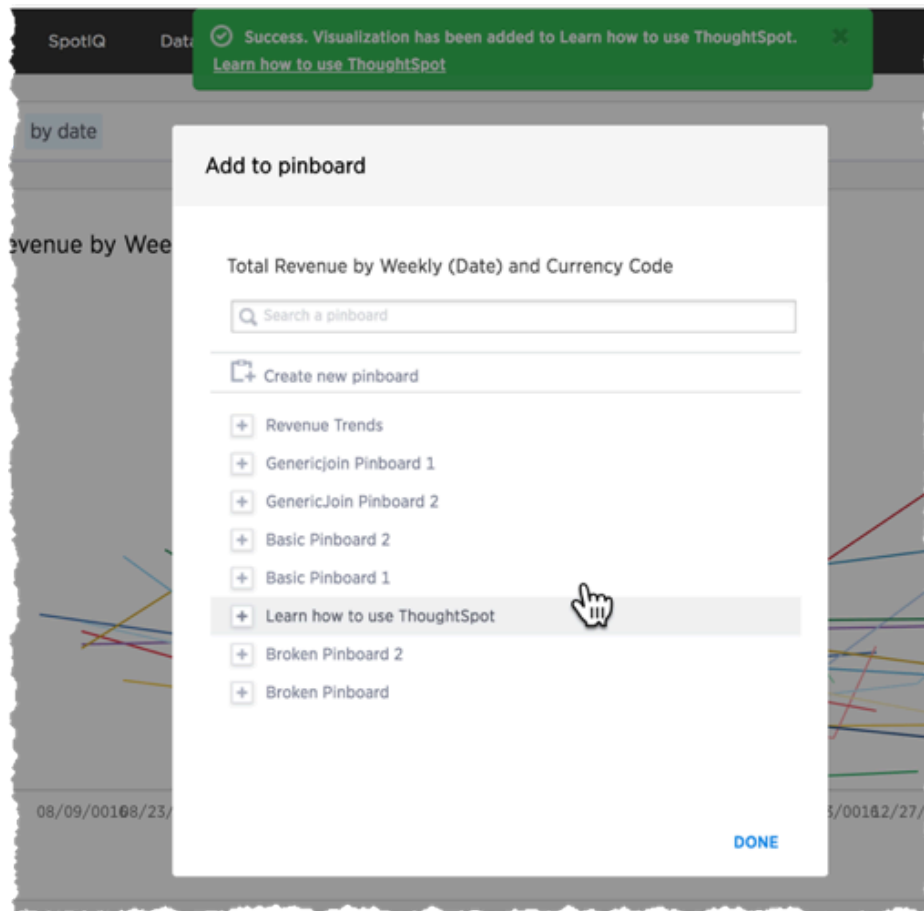 SpotIQ
Success. Visualization has been added to Learn how to use ThoughtSpot.
Learn how to use ThoughtSpot
by date
Add to pinboard
Total Revenue by Weekly (Date) and Currency Code
Search a pinboard
Create new pinboard
Revenue Trends
Genericjoin Pinboard 1
GenericJoin Pinboard 2
Basic Pinboard 2
Basic Pinboard 1
Learn how to use ThoughtSpot
Broken Pinboard 2
Broken Pinboard
DONE